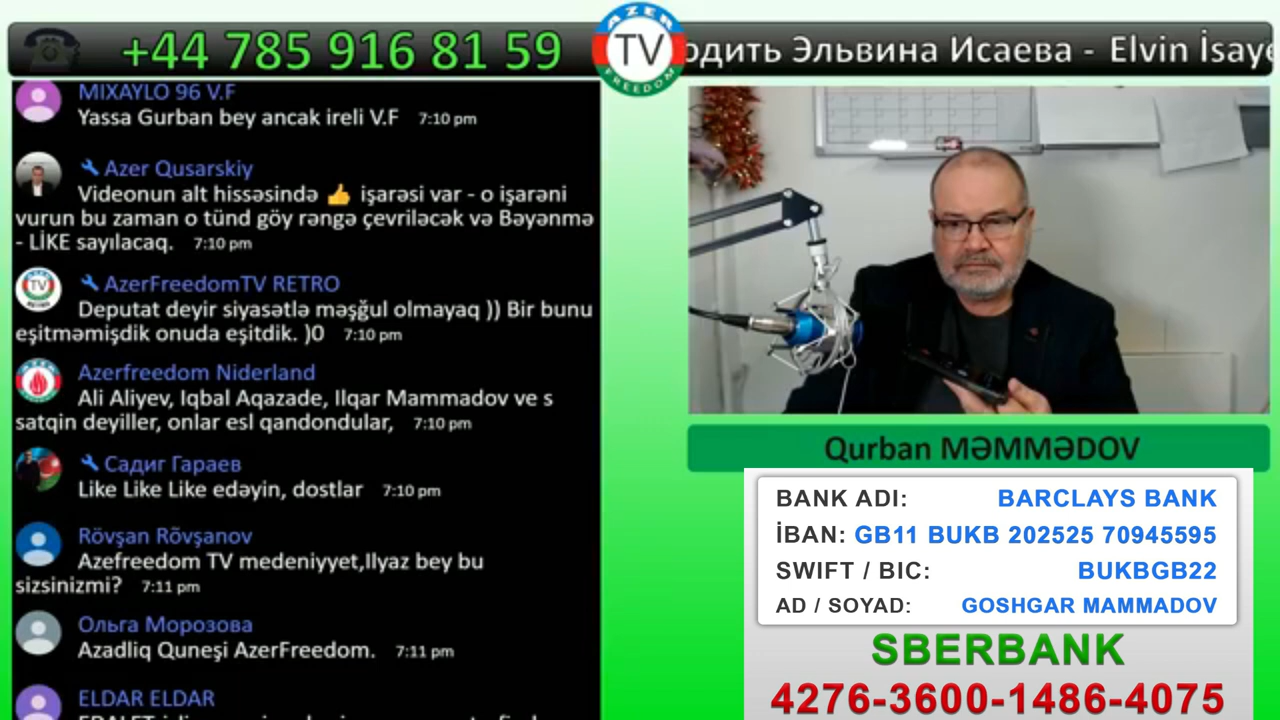 +44 785 916 81 59
AZER
TV
FREEDOM
одить Эльвина Исаева - Elvin İsaye
MIXAYLO 96 V.F
Yassa Gurban bey ancak ireli V.F 7:10 pm
Azer Qusarskiy
Videonun alt hissəsində 👍 işarəsi var - o işarəni
vurun bu zaman o tünd göy rəngə çevriləcək və Bəyənmə
- LİKE sayılacaq. 7:10 pm
AzerFreedomTV RETRO
Deputat deyir siyasətlə məşğul olmayaq )) Bir bunu
eşitməmişdik onuda eşitdik. )0 7:10 pm
Azerfreedom Niderland
Ali Aliyev, Iqbal Aqazade, Ilqar Mammadov ve s
satqin deyiller, onlar esl qandondular, 7:10 pm
Садиг Гараев
Like Like Like edəyin, dostlar 7:10 pm
Rövşan Rõvşanov
Azefreedom TV medeniyyet,Ilyaz bey bu
sizsinizmi? 7:11 pm
Ольга Морозова
Azadliq Quneşi AzerFreedom. 7:11 pm
ELDAR ELDAR
Qurban MƏMMƏDOV
BANK ADI: BARCLAYS BANK
İBAN: GB11 BUKB 202525 70945595
SWIFT / BIC: BUKBGB22
AD / SOYAD: GOSHGAR MAMMADOV
SBERBANK
4276-3600-1486-4075